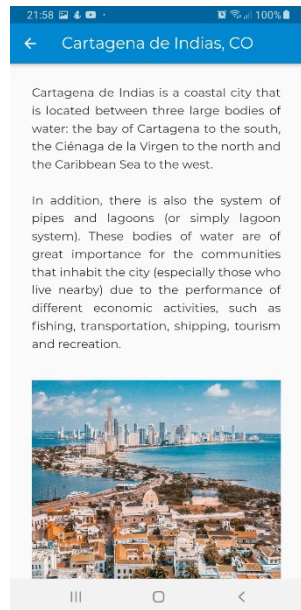 21:58 100%
Cartagena de Indias, CO
Cartagena de Indias is a coastal city that
is located between three large bodies of
water: the bay of Cartagena to the south,
the Ciénaga de la Virgen to the north and
the Caribbean Sea to the west.
In addition, there is also the system of
pipes and lagoons (or simply lagoon
system). These bodies of water are of
great importance for the communities
that inhabit the city (especially those who
live nearby) due to the performance of
different economic activities, such as
fishing, transportation, shipping, tourism
and recreation.